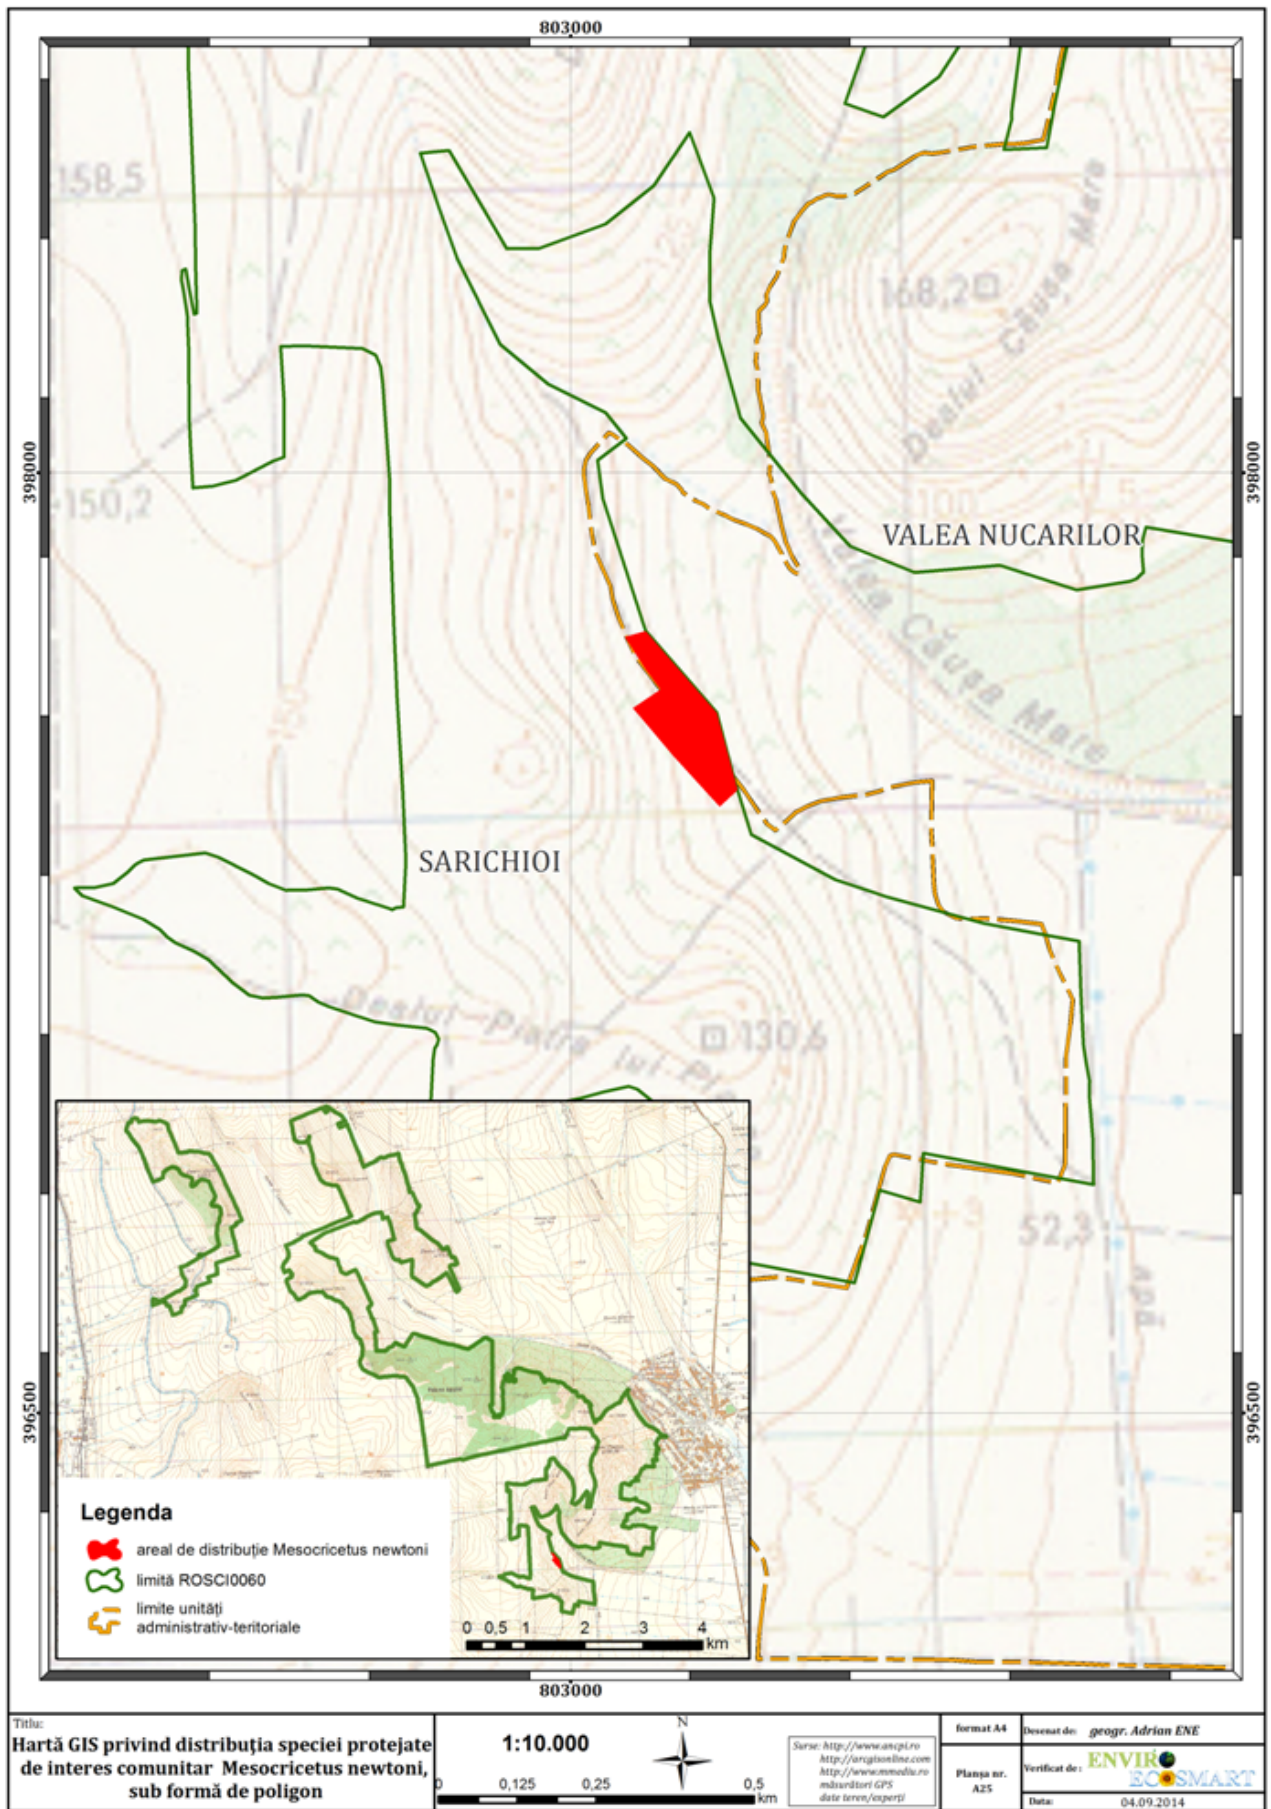 803000
158,5
Dealul Căușa Mare
168,2
398000
398000
150,2
100
VALEA NUCARILOR
Valea Căușa Mare
150
SARICHIOI
Dealul Piatra lui
130,6
52,3
396500
396500
Legenda
areal de distribuție Mesocricetus newtoni
limită ROSCI0060
limite unități
administrativ-teritoriale
0 0,5 1 2 3 4
km
803000
Titlu:
Hartă GIS privind distribuția speciei protejate
de interes comunitar Mesocricetus newtoni,
sub formă de poligon
1:10.000
N
0 0,125 0,25 0,5
km
Surse: http://www.ancpi.ro
http://arcgisonline.com
http://www.mmediu.ro
măsurători GPS
date teren/experți
format A4
Planșa nr.
A25
Desenat de: geogr. Adrian ENE
Verificat de: ENVIRO
ECOSMART
Data: 04.09.2014